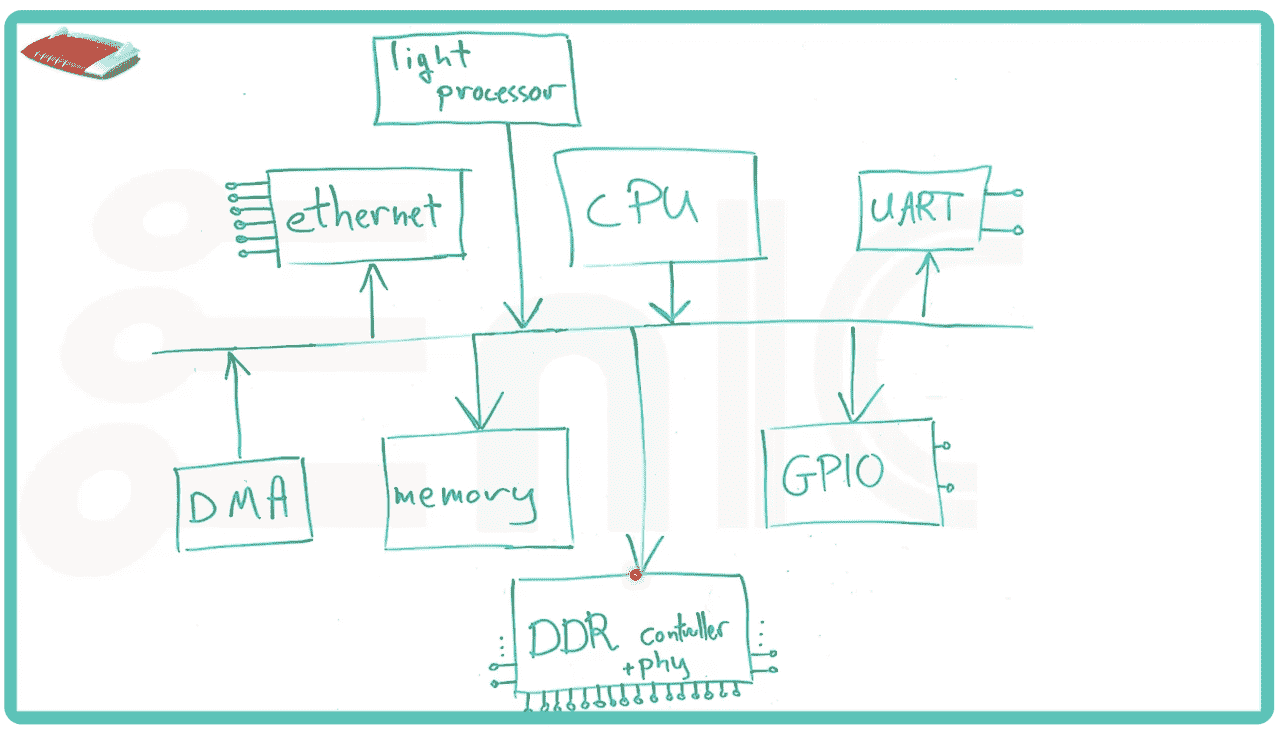 light
processor
ethernet
CPU
UART
DMA
memory
GPIO
DDR controller
+phy